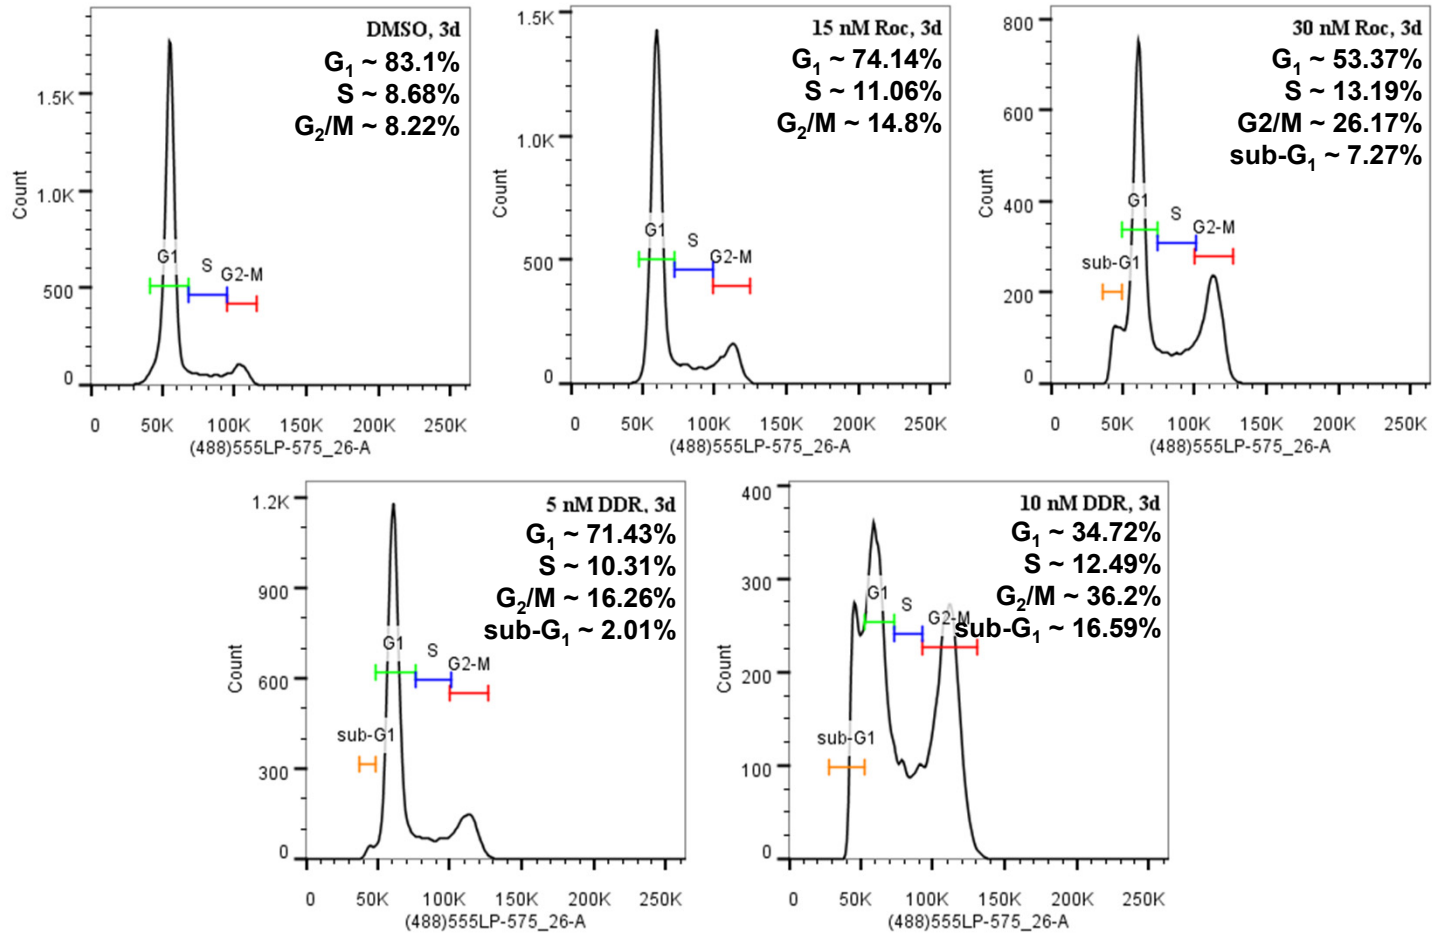 DMSO, 3d
G₁ ~ 83.1%
S ~ 8.68%
G₂/M ~ 8.22%
1.5K
1.0K
500
0
Count
G1
S
G2-M
0 50K 100K 150K 200K 250K
(488)555LP-575_26-A
15 nM Roc, 3d
G₁ ~ 74.14%
S ~ 11.06%
G₂/M ~ 14.8%
1.5K
1.0K
500
0
Count
G1
S
G2-M
0 50K 100K 150K 200K 250K
(488)555LP-575_26-A
30 nM Roc, 3d
G₁ ~ 53.37%
S ~ 13.19%
G2/M ~ 26.17%
sub-G₁ ~ 7.27%
800
600
400
200
0
Count
G1
S
G2-M
sub-G1
0 50K 100K 150K 200K 250K
(488)555LP-575_26-A
5 nM DDR, 3d
G₁ ~ 71.43%
S ~ 10.31%
G₂/M ~ 16.26%
sub-G₁ ~ 2.01%
1.2K
900
600
300
0
Count
G1
S
G2-M
sub-G1
0 50K 100K 150K 200K 250K
(488)555LP-575_26-A
10 nM DDR, 3d
G₁ ~ 34.72%
S ~ 12.49%
G₂/M ~ 36.2%
sub-G₁ ~ 16.59%
400
300
200
100
0
Count
G1
S
G2-M
sub-G1
0 50K 100K 150K 200K 250K
(488)555LP-575_26-A